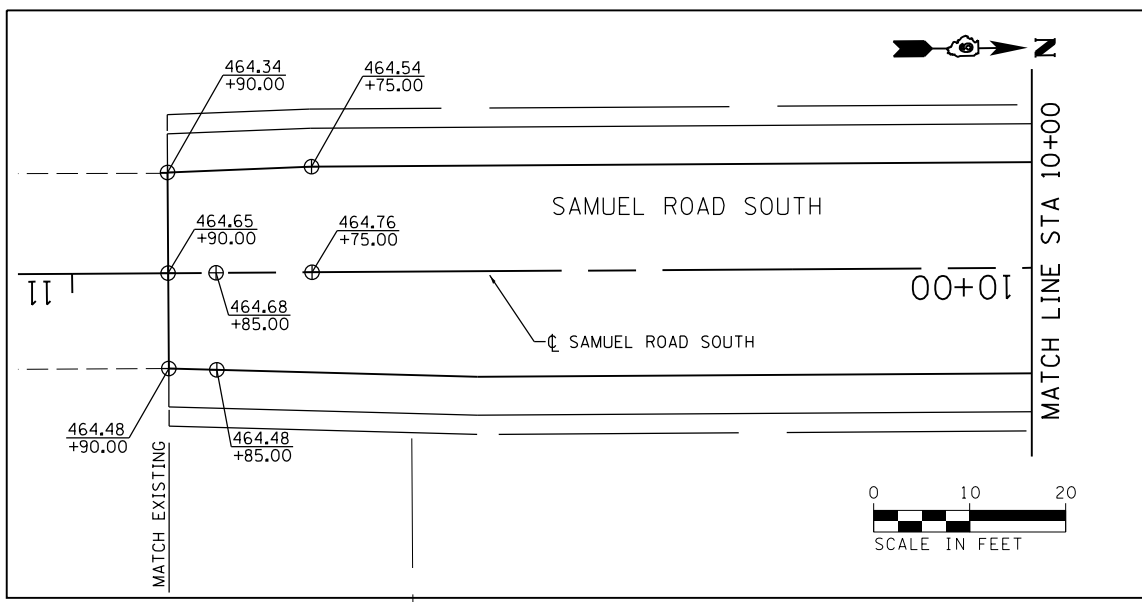 N
464.34
+90.00
464.54
+75.00
SAMUEL ROAD SOUTH
464.65
+90.00
464.76
+75.00
11
10+00
464.68
+85.00
℄ SAMUEL ROAD SOUTH
464.48
+90.00
464.48
+85.00
MATCH EXISTING
MATCH LINE STA 10+00
0 10 20
SCALE IN FEET